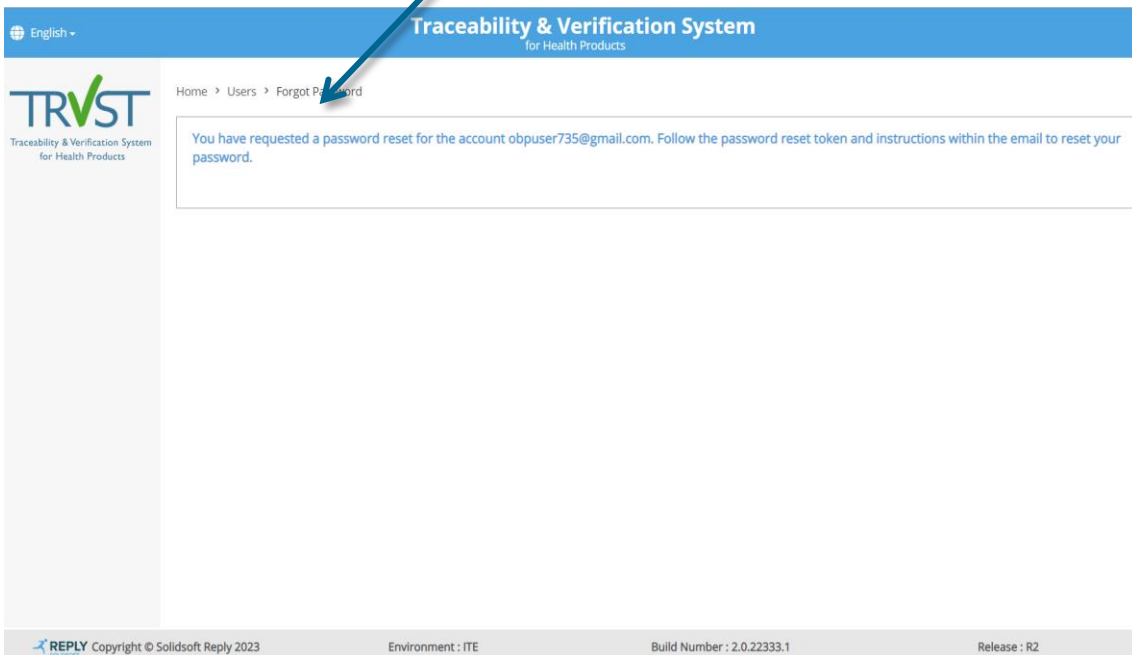 English
Traceability & Verification System
for Health Products
TRVST
Traceability & Verification System
for Health Products
Home > Users > Forgot Password
You have requested a password reset for the account obpuser735@gmail.com. Follow the password reset token and instructions within the email to reset your
password.
REPLY Copyright © Solidsoft Reply 2023
Environment : ITE
Build Number : 2.0.22333.1
Release : R2